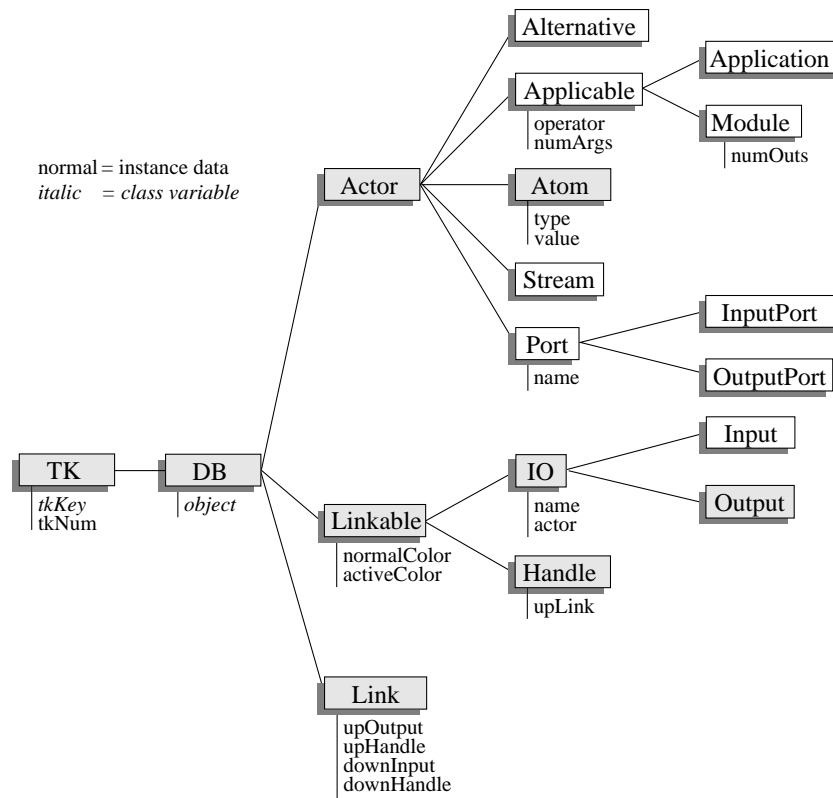 Alternative
Applicable
operator
numArgs
Application
Module
numOuts
normal = instance data
italic = class variable
Actor
Atom
type
value
Stream
Port
name
InputPort
OutputPort
TK
tkKey
tkNum
DB
object
Linkable
normalColor
activeColor
IO
name
actor
Input
Output
Handle
upLink
Link
upOutput
upHandle
downInput
downHandle